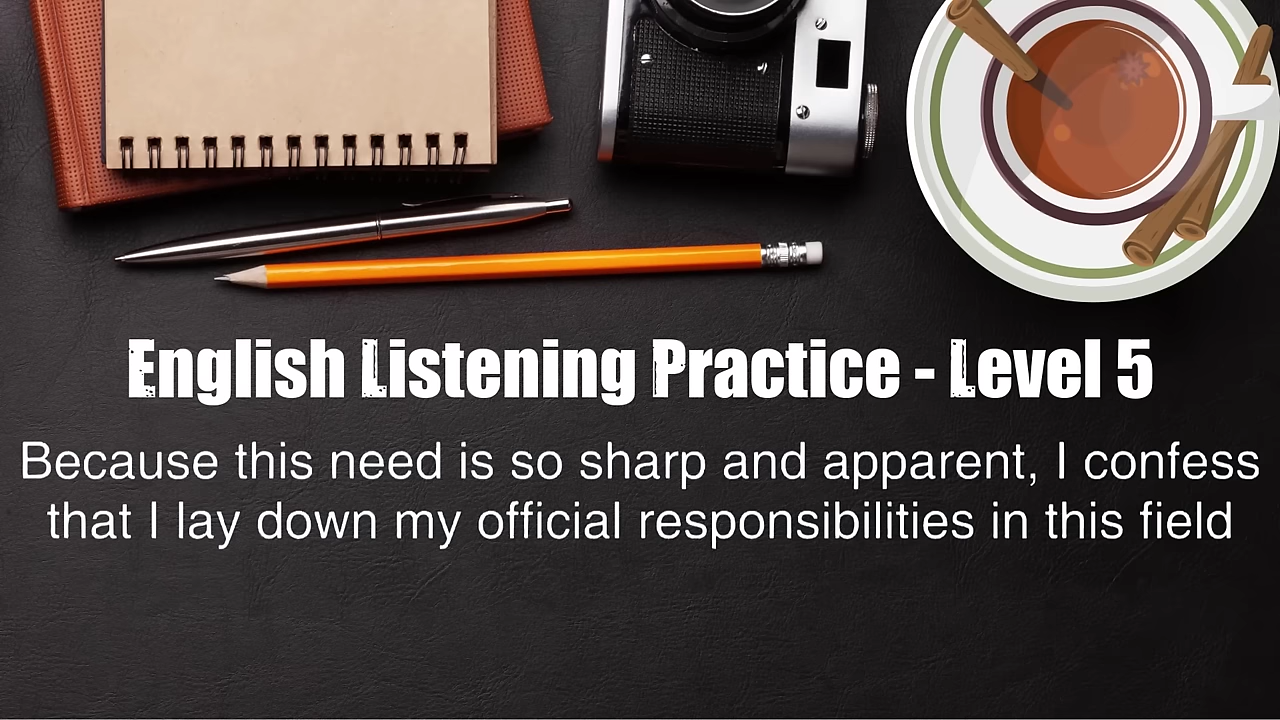 English Listening Practice - Level 5
Because this need is so sharp and apparent, I confess
that I lay down my official responsibilities in this field